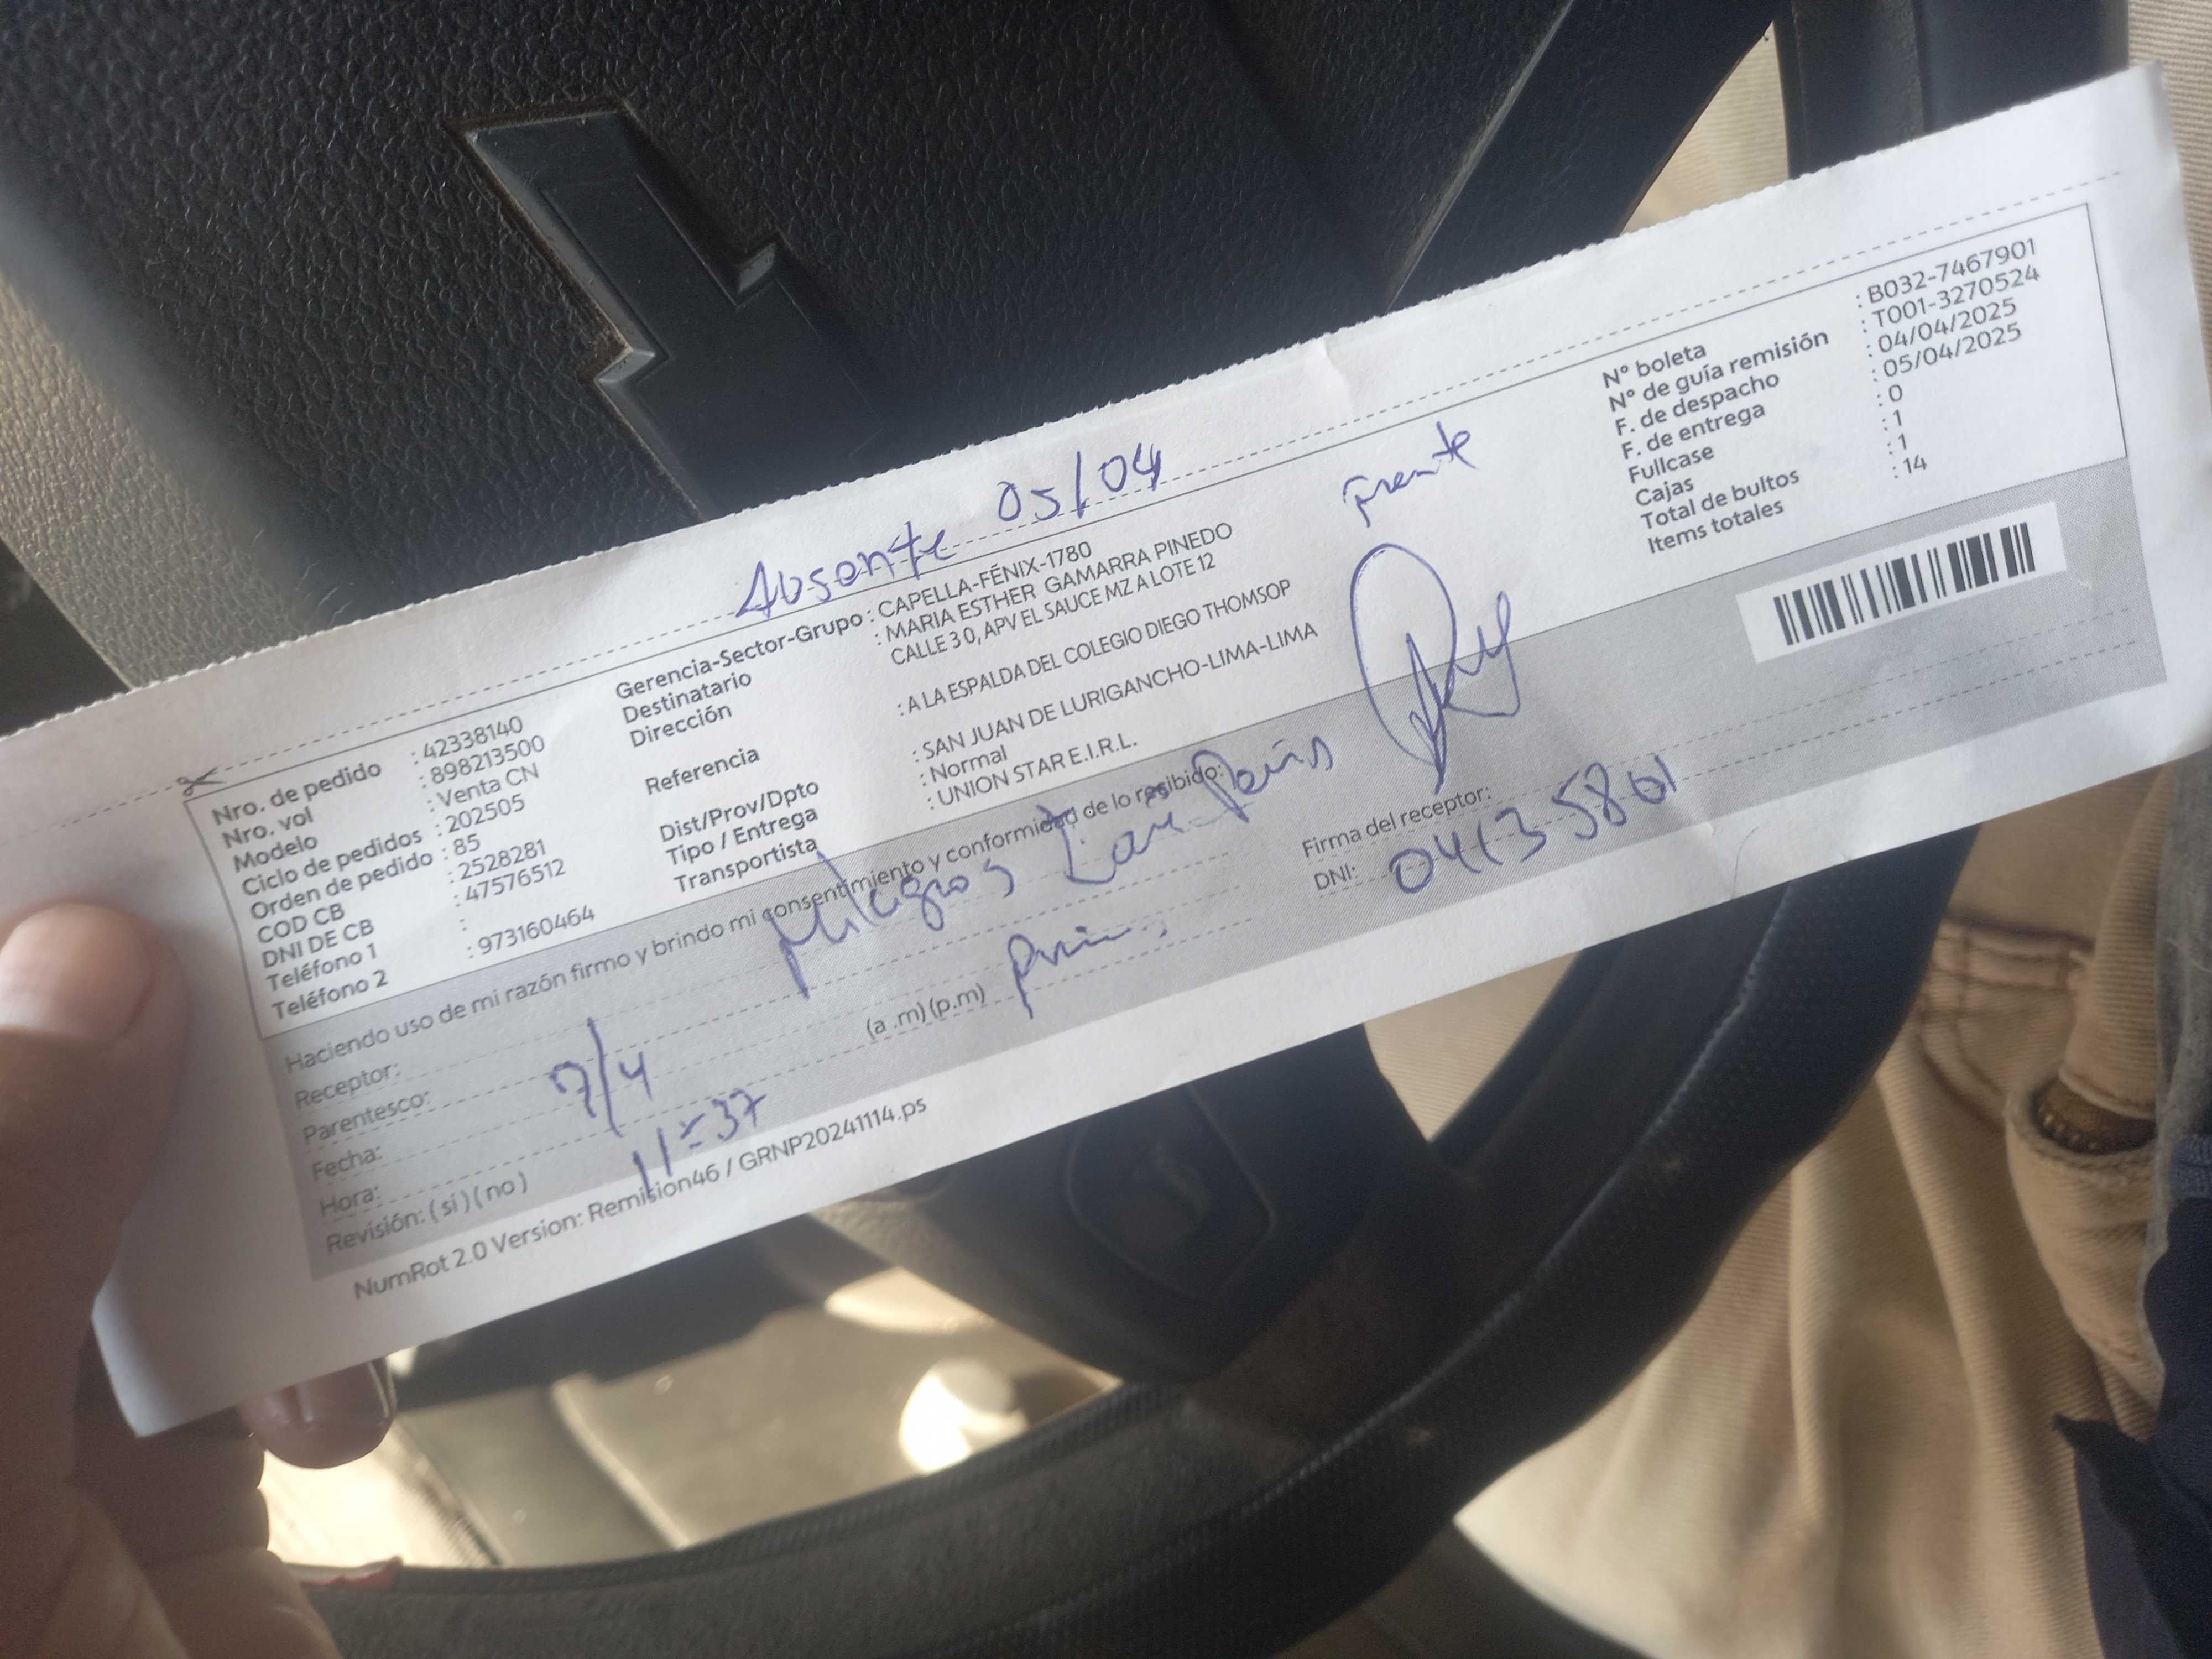 Ausente 05/04
Nro. de pedido : 42338140
Nro. vol : 898213500
Modelo : Venta CN
Ciclo de pedidos : 202505
Orden de pedido : 85
COD CB : 2528281
DNI DE CB : 47576512
Teléfono 1 :
Teléfono 2 : 973160464
Gerencia-Sector-Grupo : CAPELLA-FÉNIX-1780
Destinatario : MARIA ESTHER GAMARRA PINEDO
Dirección CALLE 3 0, APV EL SAUCE MZ A LOTE 12
Referencia : A LA ESPALDA DEL COLEGIO DIEGO THOMSOP
Dist/Prov/Dpto : SAN JUAN DE LURIGANCHO-LIMA-LIMA
Tipo / Entrega : Normal
Transportista : UNION STAR E.I.R.L.
Frente
N° boleta : B032-7467901
N° de guía remisión : T001-3270524
F. de despacho : 04/04/2025
F. de entrega : 05/04/2025
Fullcase : 0
Cajas : 1
Total de bultos : 1
Items totales : 14
Haciendo uso de mi razón firmo y brindo mi consentimiento y conformidad de lo recibido:
Receptor: Milagros
Parentesco:
Fecha: 7/4
Hora: 11:37 (a .m) (p.m)
Revisión: ( si ) ( no )
Firma del receptor:
DNI: 04135801
NumRot 2.0 Version: Remision46 / GRNP20241114.ps